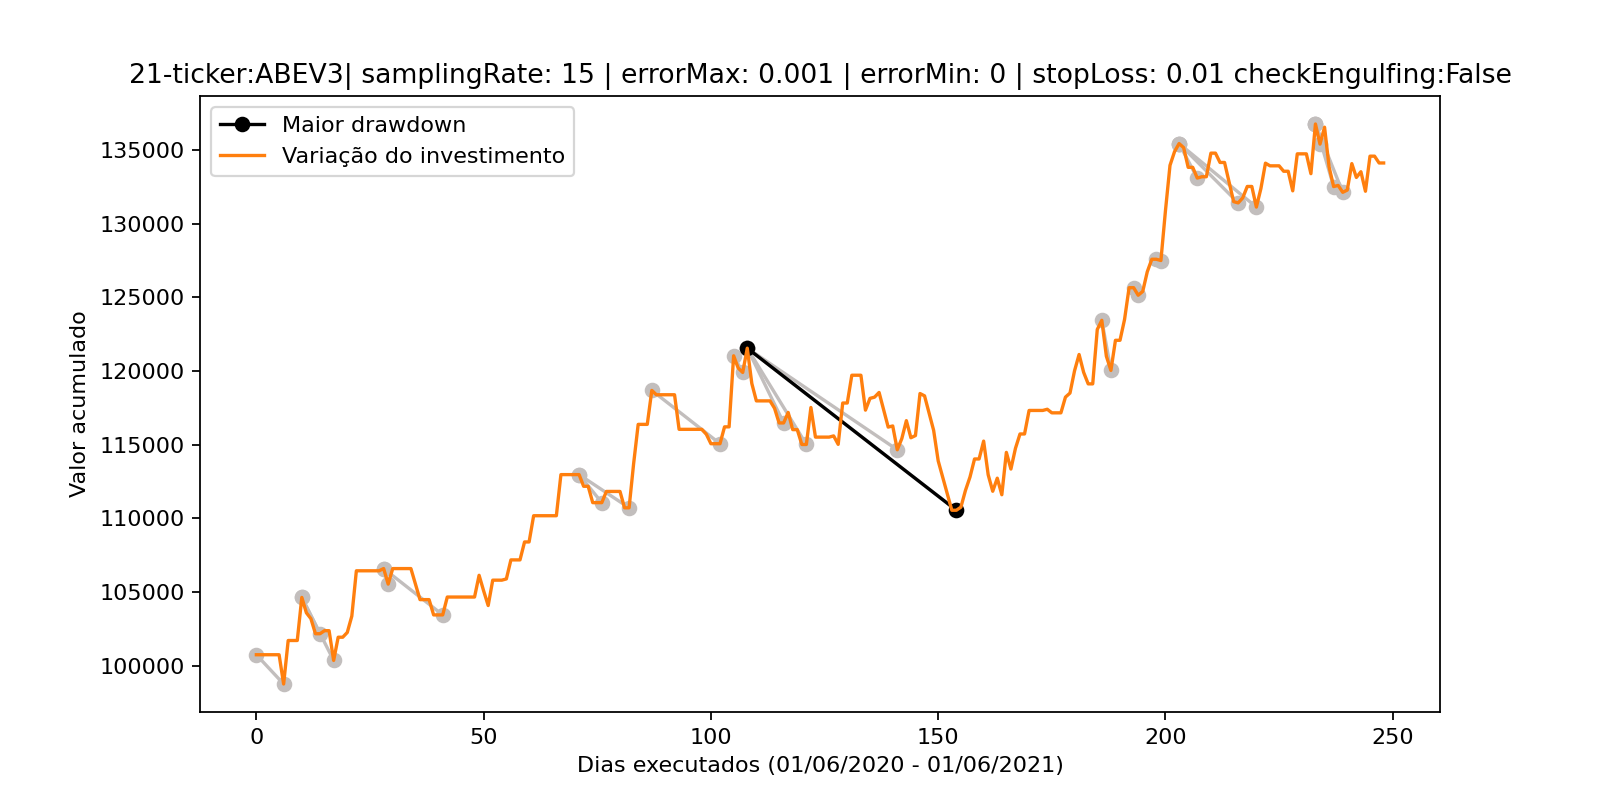 21-ticker:ABEV3| samplingRate: 15 | errorMax: 0.001 | errorMin: 0 | stopLoss: 0.01 checkEngulfing:False
Maior drawdown
Variação do investimento
135000
130000
125000
120000
115000
110000
105000
100000
Valor acumulado
0 50 100 150 200 250
Dias executados (01/06/2020 - 01/06/2021)